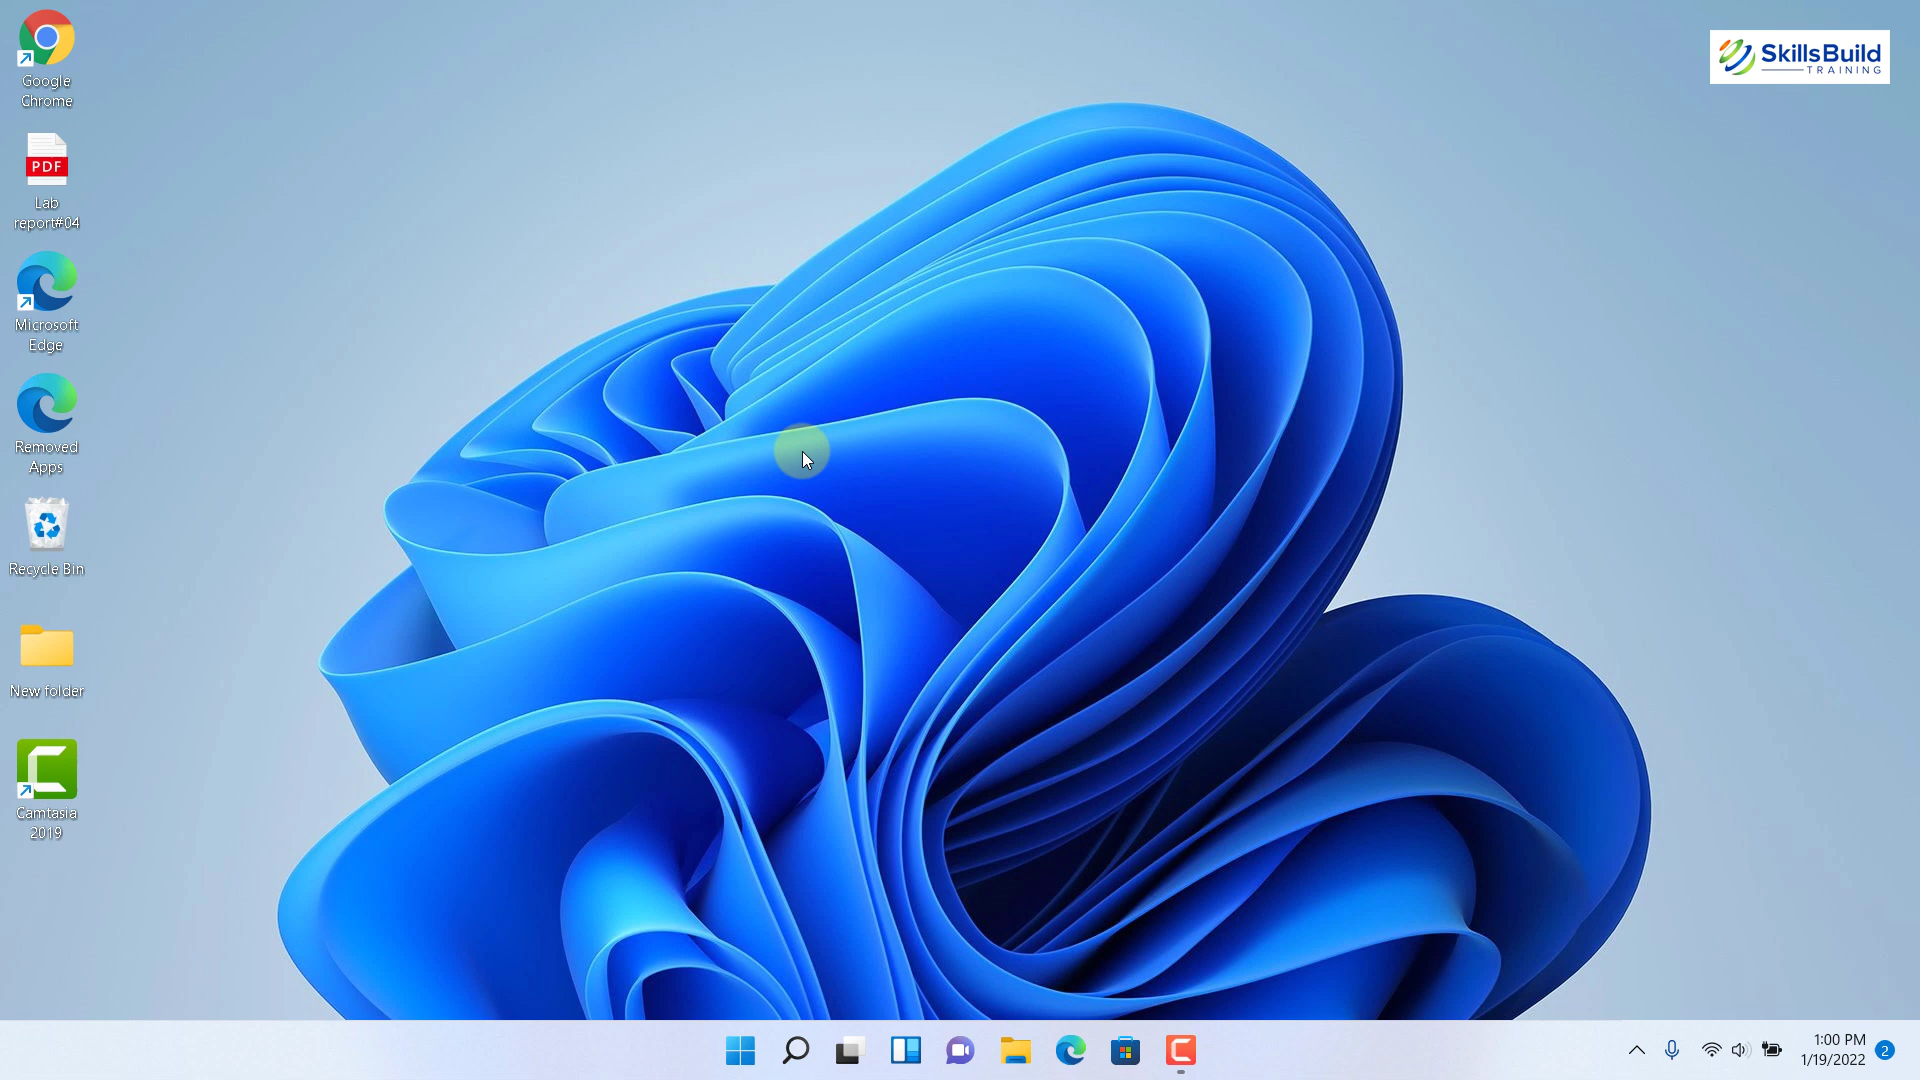 Google
Chrome
SkillsBuild
TRAINING
PDF
Lab
report#04
Microsoft
Edge
Removed
Apps
Recycle Bin
New folder
Camtasia
2019
1:00 PM
1/19/2022
2